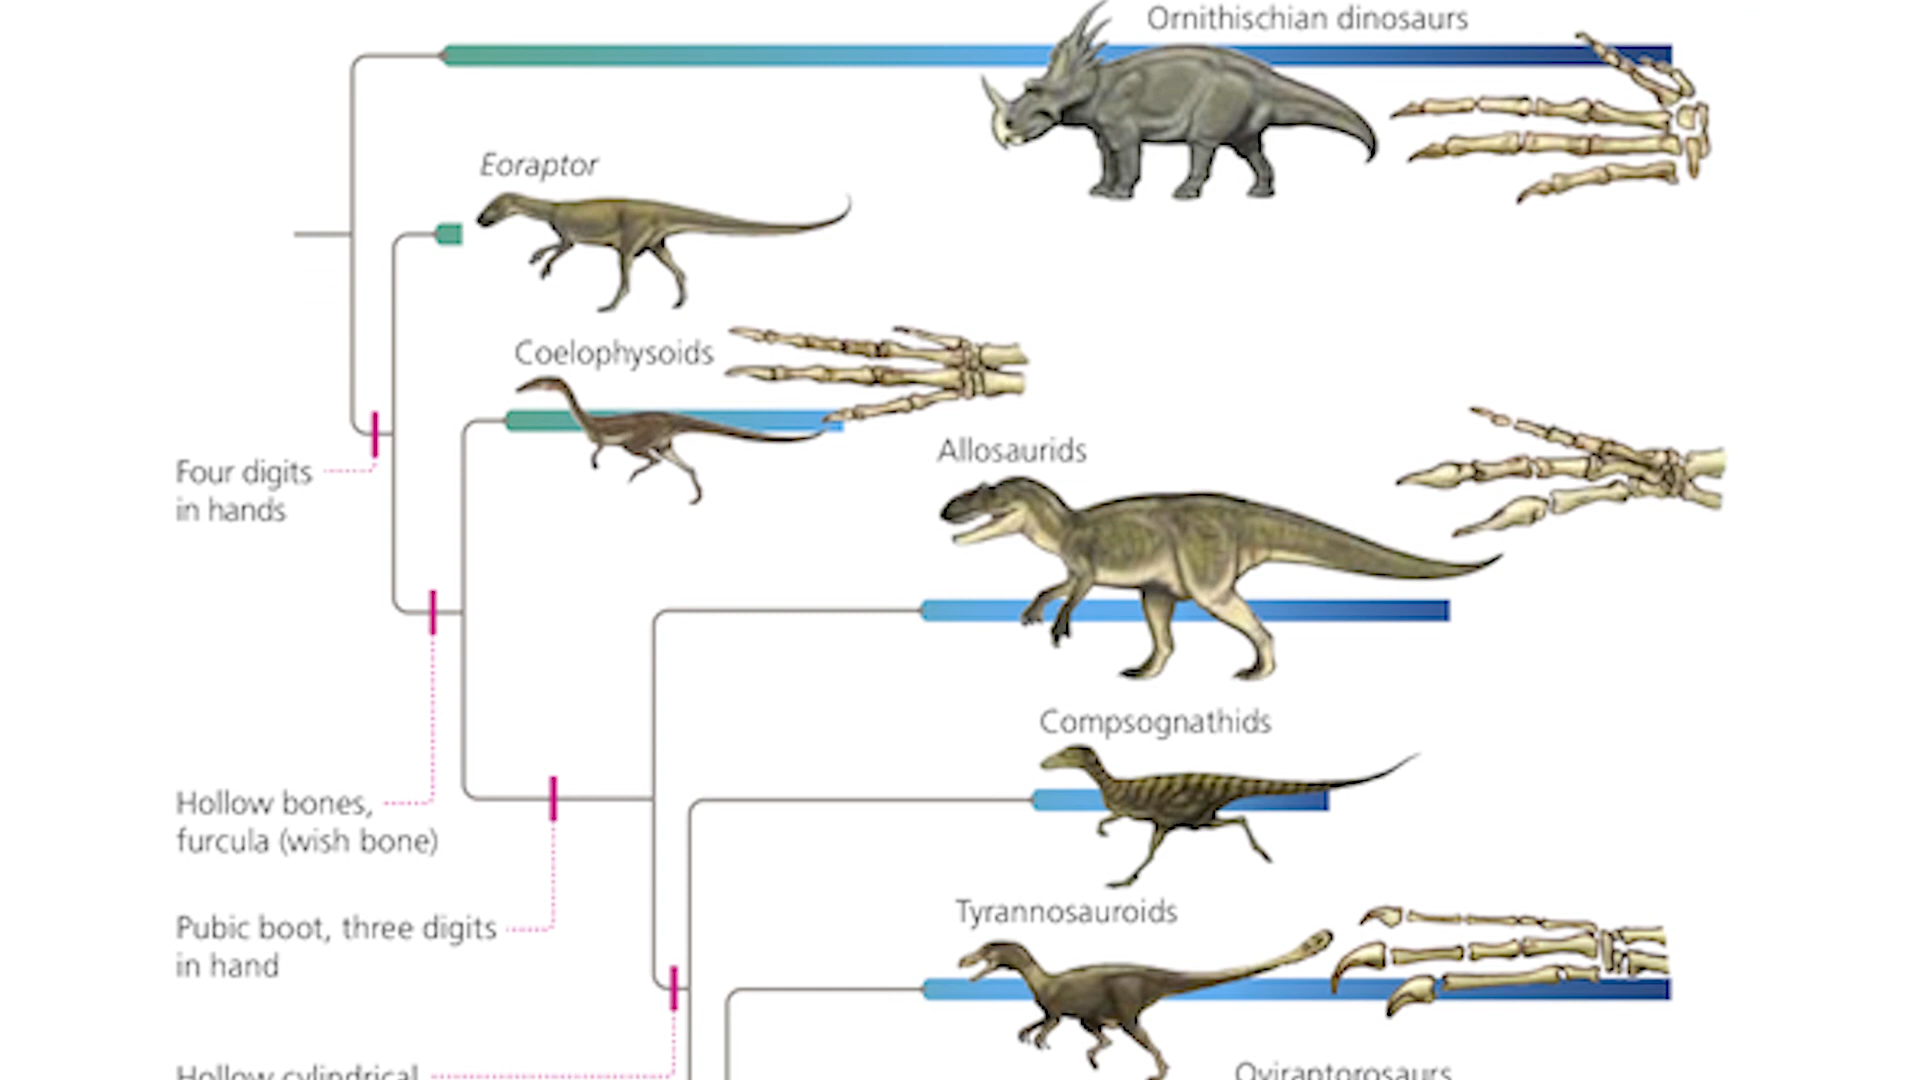 Ornithischian dinosaurs
Eoraptor
Coelophysoids
Allosaurids
Four digits
in hands
Compsognathids
Hollow bones,
furcula (wish bone)
Tyrannosauroids
Pubic boot, three digits
in hand
Hollow cylindrical
Oviraptorosaurs